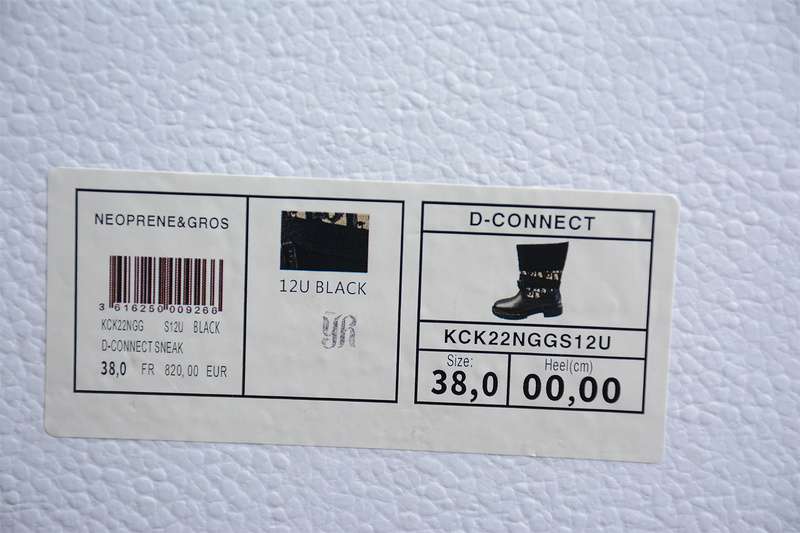 NEOPRENE&GROS
3 616250 009266
KCK22NGG S12U BLACK
D-CONNECT SNEAK
38,0 FR 820,00 EUR
12U BLACK
D-CONNECT
KCK22NGGS12U
Size: Heel(cm)
38,0 00,00